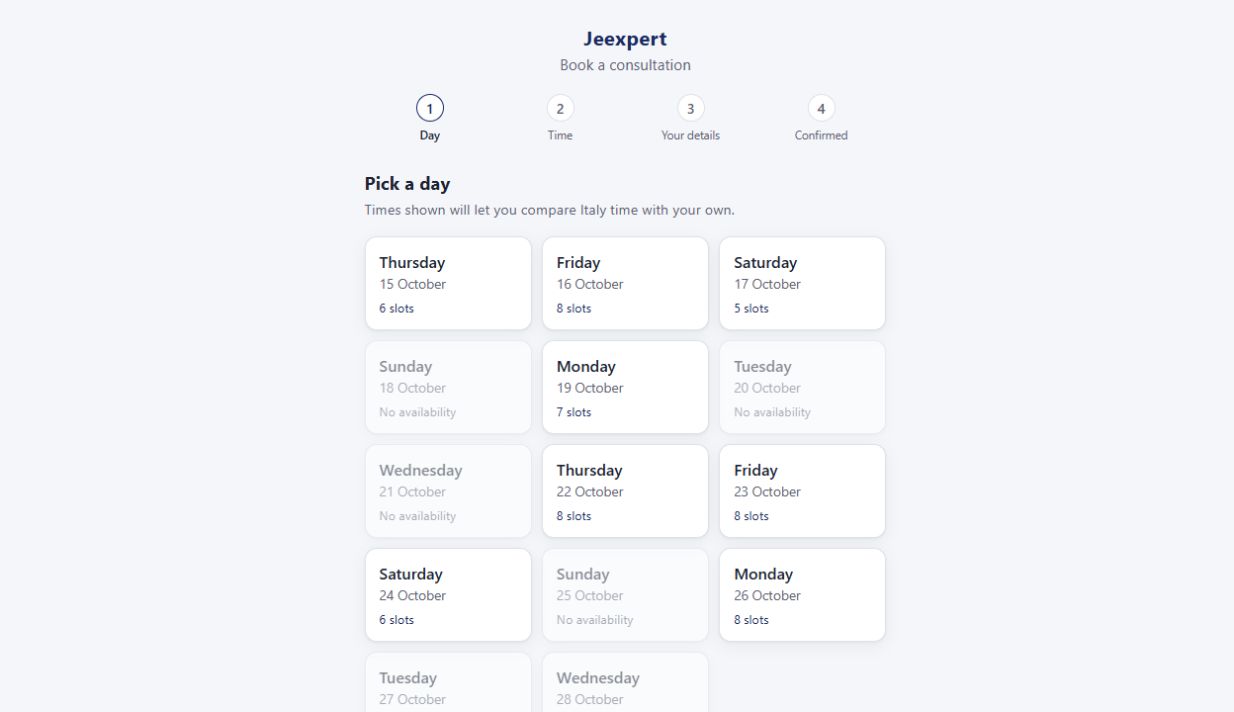 Jeexpert
Book a consultation
1
2
3
4
Day
Time
Your details
Confirmed
Pick a day
Times shown will let you compare Italy time with your own.
Thursday
15 October
6 slots
Friday
16 October
8 slots
Saturday
17 October
5 slots
Sunday
18 October
No availability
Monday
19 October
7 slots
Tuesday
20 October
No availability
Wednesday
21 October
No availability
Thursday
22 October
8 slots
Friday
23 October
8 slots
Saturday
24 October
6 slots
Sunday
25 October
No availability
Monday
26 October
8 slots
Tuesday
27 October
Wednesday
28 October